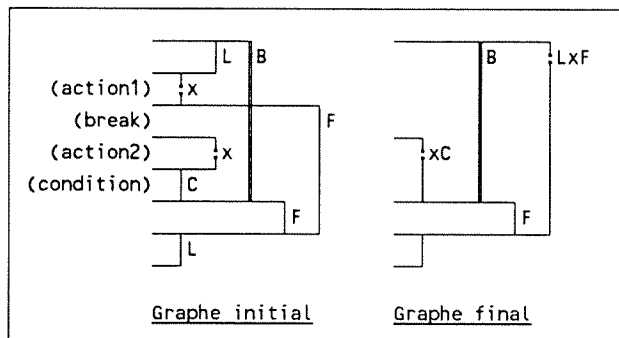 L B B LxF
(action1) x
(break) F
(action2) x xC
(condition) C
F F
L
Graphe initial Graphe final